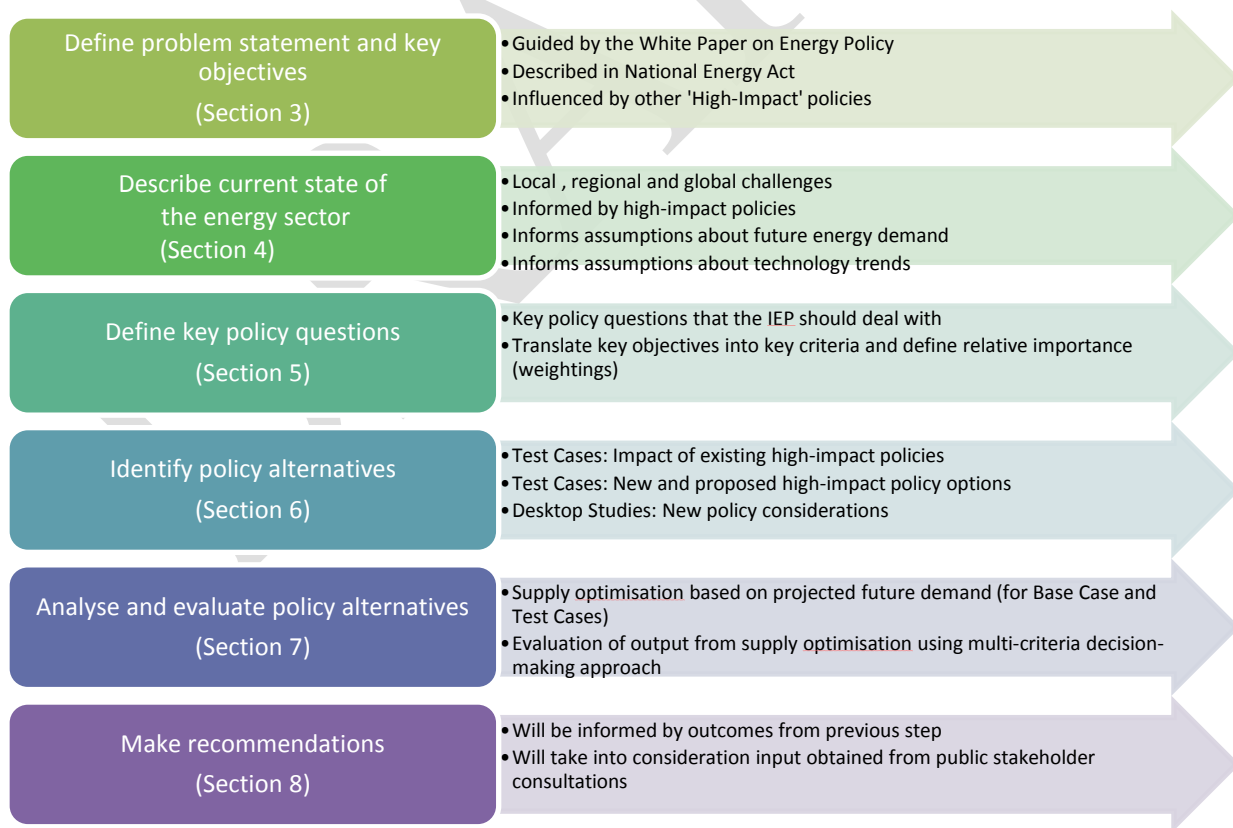 Define problem statement and key
objectives
(Section 3)
•Guided by the White Paper on Energy Policy
•Described in National Energy Act
•Influenced by other 'High-Impact' policies
Describe current state of
the energy sector
(Section 4)
•Local , regional and global challenges
•Informed by high-impact policies
•Informs assumptions about future energy demand
•Informs assumptions about technology trends
Define key policy questions
(Section 5)
•Key policy questions that the IEP should deal with
•Translate key objectives into key criteria and define relative importance
(weightings)
Identify policy alternatives
(Section 6)
•Test Cases: Impact of existing high-impact policies
•Test Cases: New and proposed high-impact policy options
•Desktop Studies: New policy considerations
Analyse and evaluate policy alternatives
(Section 7)
•Supply optimisation based on projected future demand (for Base Case and
Test Cases)
•Evaluation of output from supply optimisation using multi-criteria decision-
making approach
Make recommendations
(Section 8)
•Will be informed by outcomes from previous step
•Will take into consideration input obtained from public stakeholder
consultations